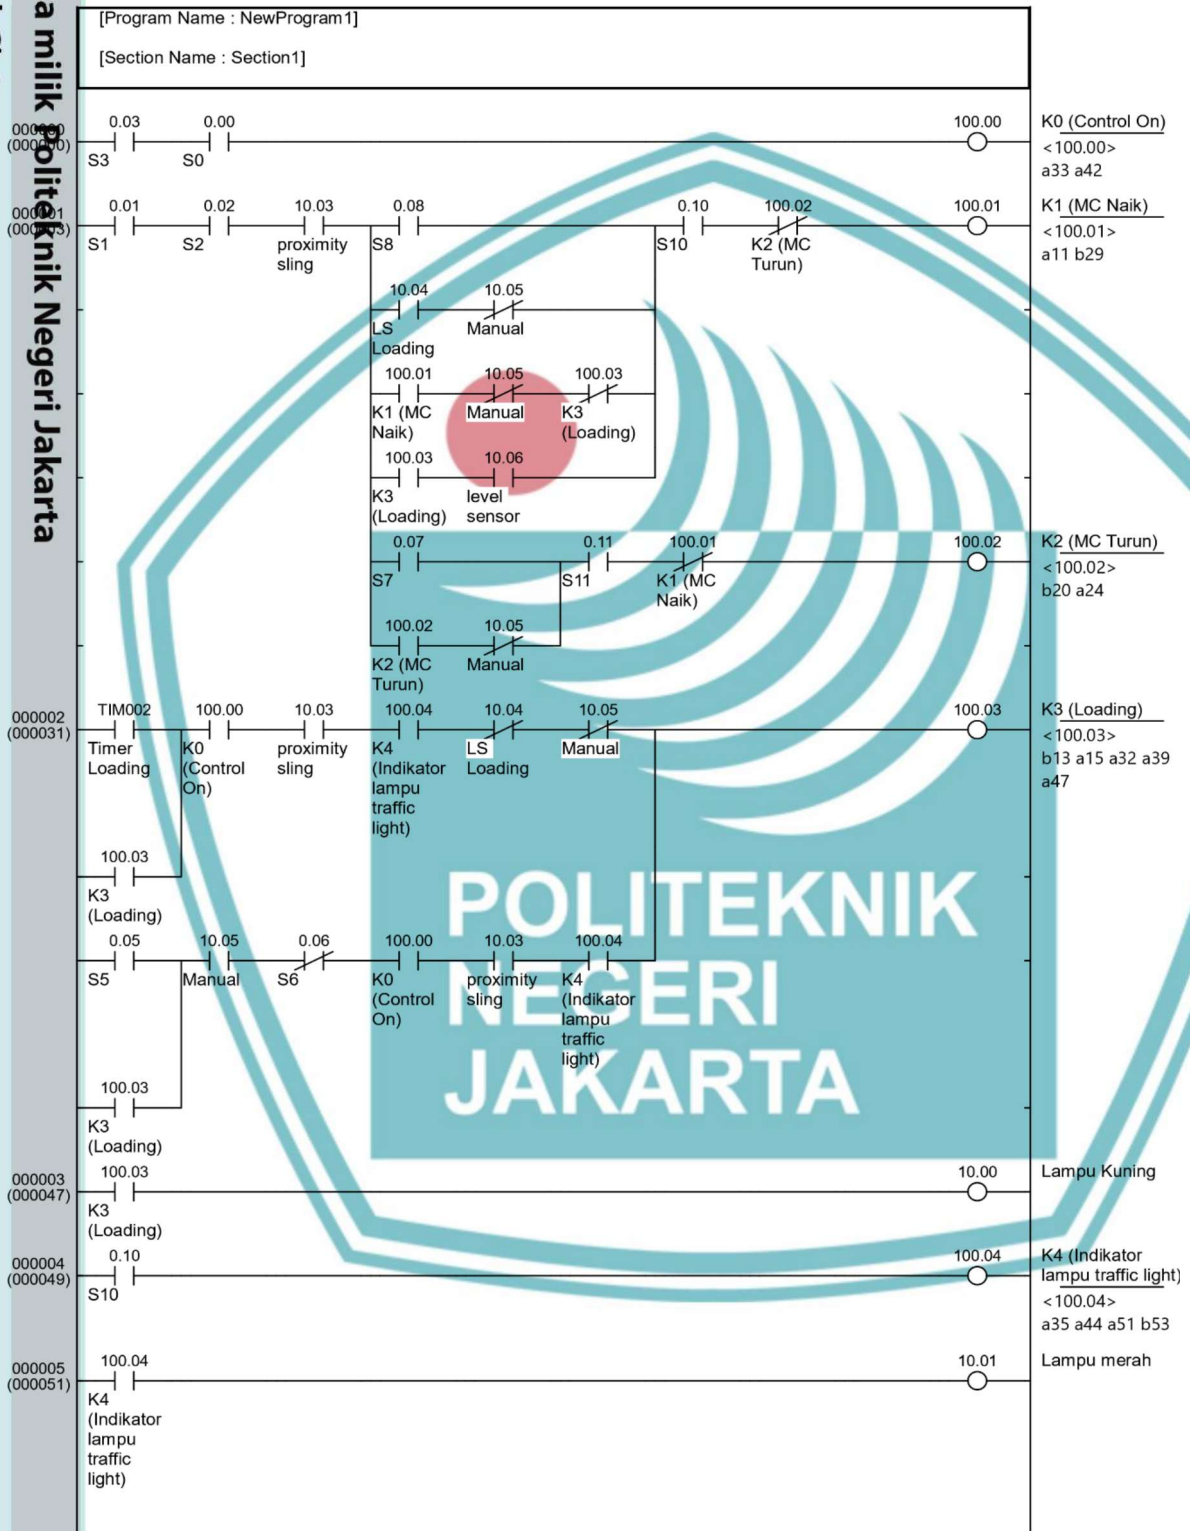 a milik Politeknik Negeri Jakarta
[Program Name : NewProgram1]
[Section Name : Section1]
000000
(000000)
0.03 0.00 100.00
S3 S0
K0 (Control On)
<100.00>
a33 a42
000001
(000003)
0.01 0.02 10.03 0.08 0.10 100.02 100.01
S1 S2 proximity sling S8 S10 K2 (MC Turun)
K1 (MC Naik)
<100.01>
a11 b29
10.04 10.05
LS Loading Manual
100.01 10.05 100.03
K1 (MC Naik) Manual K3 (Loading)
100.03 10.06
K3 (Loading) level sensor
0.07 0.11 100.01 100.02
S7 S11 K1 (MC Naik)
K2 (MC Turun)
<100.02>
b20 a24
100.02 10.05
K2 (MC Turun) Manual
000002
(000031)
TIM002 100.00 10.03 100.04 10.04 10.05 100.03
Timer Loading K0 (Control On) proximity sling K4 (Indikator lampu traffic light) LS Loading Manual
K3 (Loading)
<100.03>
b13 a15 a32 a39
a47
100.03
K3 (Loading)
0.05 10.05 0.06 100.00 10.03 100.04
S5 Manual S6 K0 (Control On) proximity sling K4 (Indikator lampu traffic light)
100.03
K3 (Loading)
POLITEKNIK
NEGERI
JAKARTA
000003
(000047)
100.03 10.00
K3 (Loading)
Lampu Kuning
000004
(000049)
0.10 100.04
S10
K4 (Indikator
lampu traffic light)
<100.04>
a35 a44 a51 b53
000005
(000051)
100.04 10.01
K4 (Indikator lampu traffic light)
Lampu merah